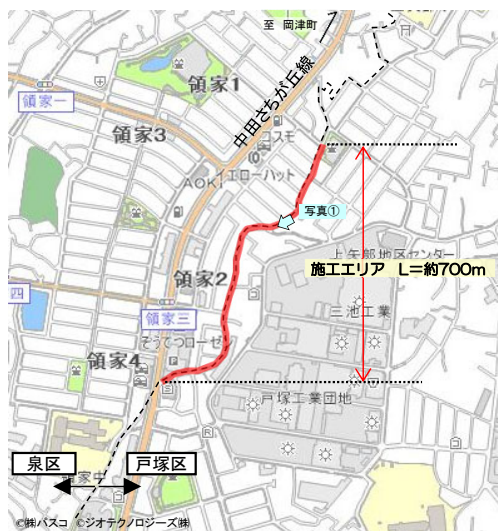 至 岡津町
領家1
領家一
中田さちが丘線
領家3
コスモ
イエローハット
AOKI
写真①
上矢部地区センター
施工エリア L=約700m
領家2
三池工業
四
領家三
そうてつローゼ
領家4
S
戸塚工業団地
R
泉区
戸塚区
領家中
©㈱パスコ ©ジオテクノロジーズ㈱